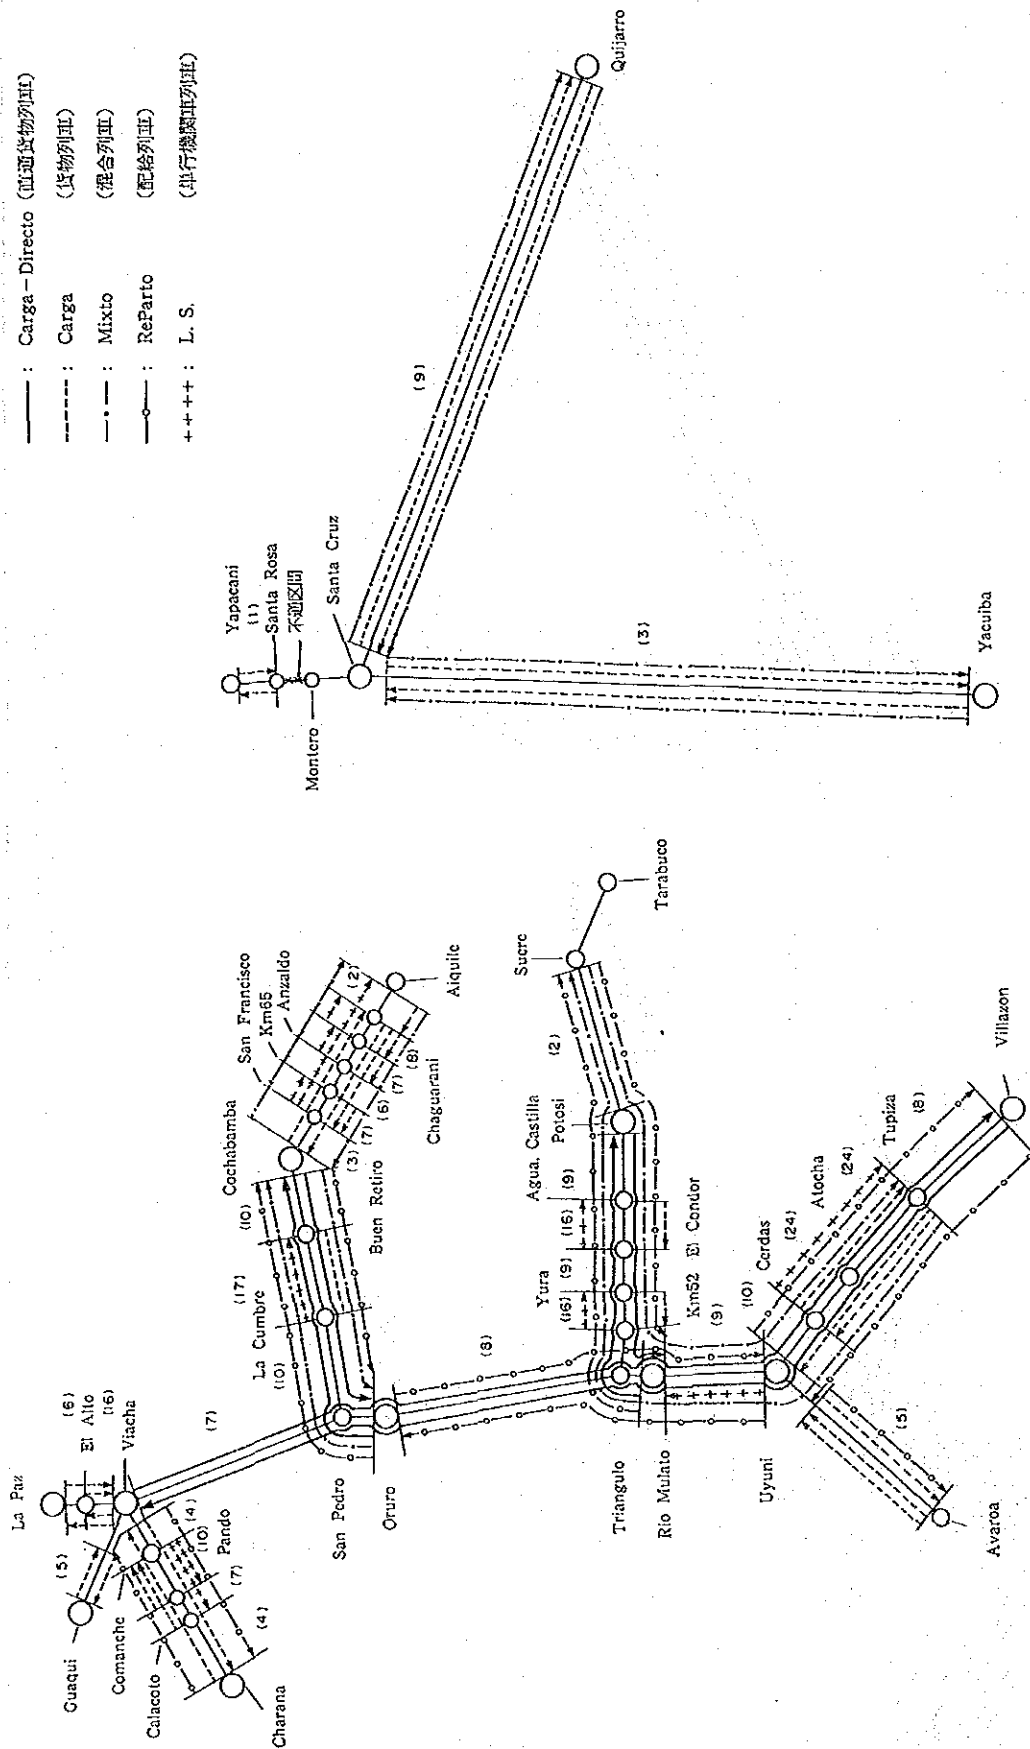 ——— : Carga-Directo (直通貨物列車)
------ : Carga (貨物列車)
—·— : Mixto (混合列車)
—o— : ReParto (配給列車)
++++ : L. S. (単行機関車列車)
Quijarro
(9)
Yapacani
(1)
Santa Rosa
不通区間
Montero
Santa Cruz
(3)
Yacuiba
La Paz
(6)
El Alto
(16)
Viacha
(7)
(5)
Guaqui
Comanche
Calacoto
Charana
(4)
(10)
Pando
(7)
(4)
San Pedro
Oruro
La Cumbre
(10)
(17)
(10)
Cochabamba
Buen Retiro
San Francisco
Km65
Anzaldo
(2)
Aiquile
(3)
(7)
(6)
(7)
(8)
Chaguarani
(8)
Triangulo
Rio Mulato
Uyuni
Yura
(16)
(9)
(16)
(9)
Agua. Castilla
Potosi
(2)
Sucre
Tarabuco
Km52
El Condor
(9)
(10)
Cerdas
(24)
Atocha
(24)
Tupiza
(8)
Villazon
(5)
Avaroa